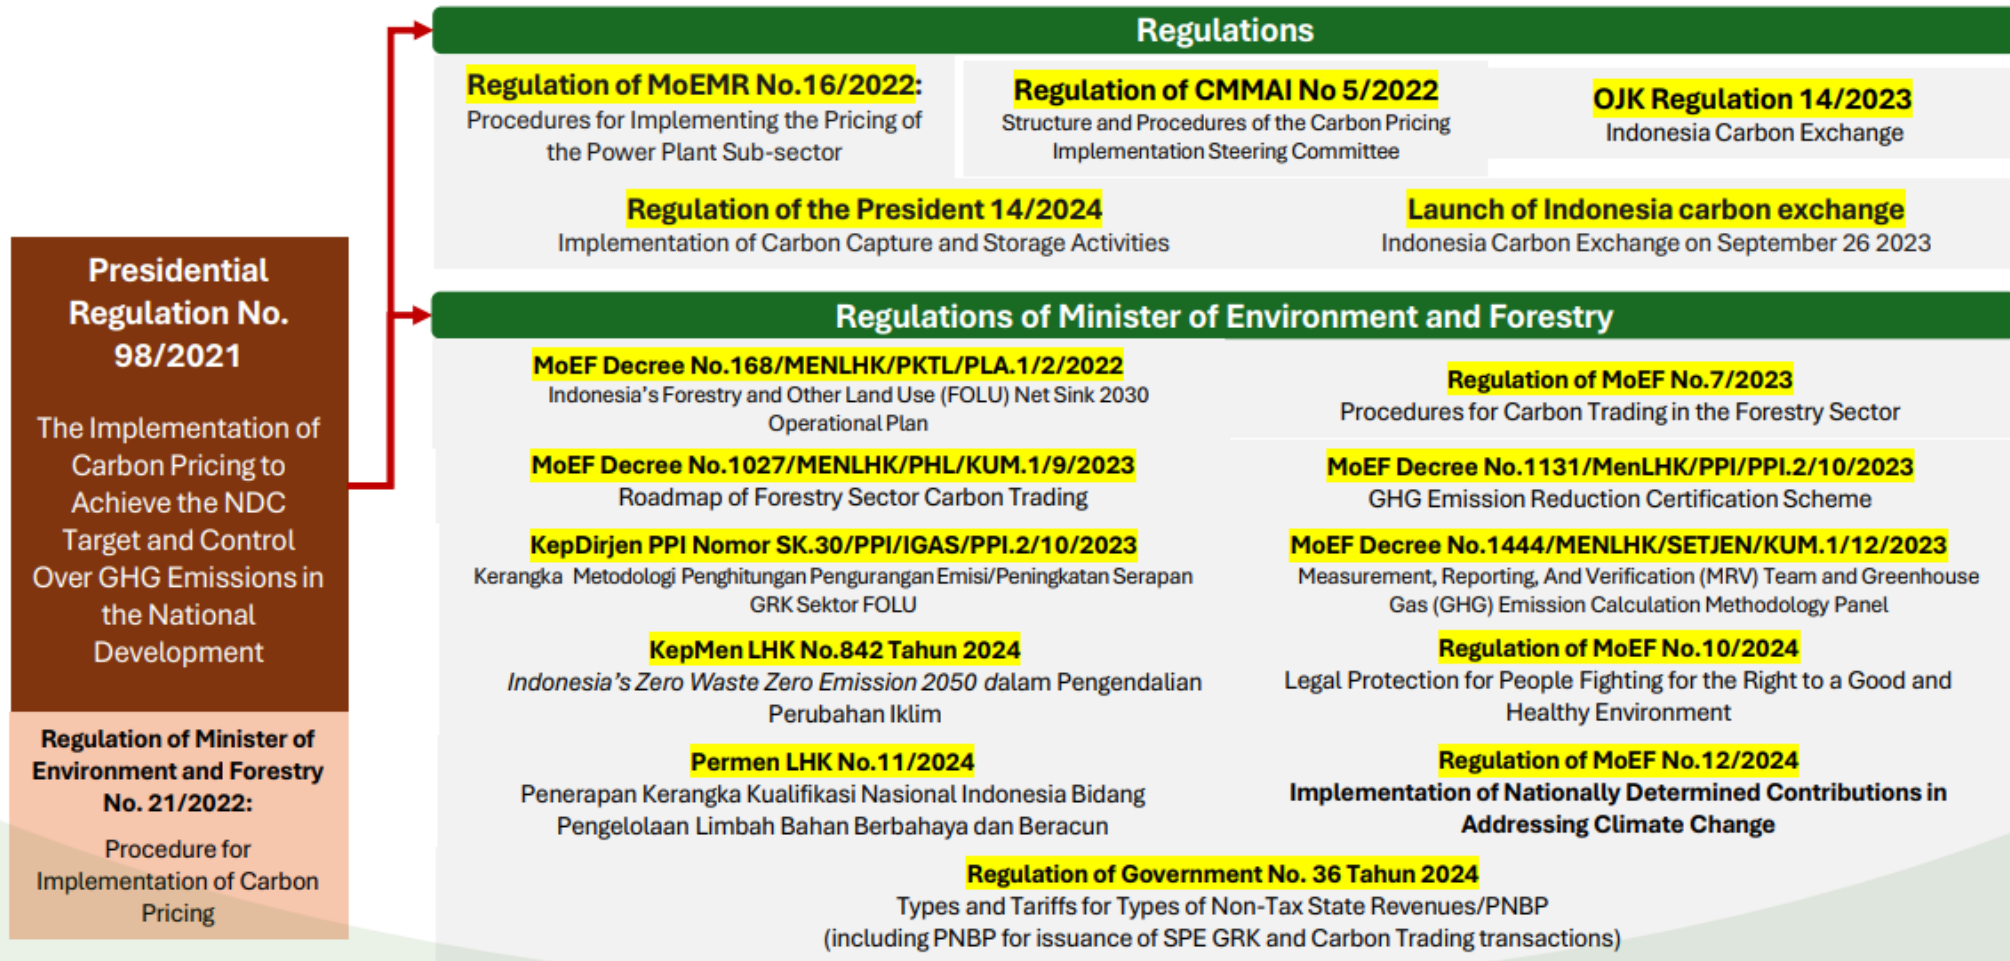 Presidential
Regulation No.
98/2021
The Implementation of
Carbon Pricing to
Achieve the NDC
Target and Control
Over GHG Emissions in
the National
Development
Regulation of Minister of
Environment and Forestry
No. 21/2022:
Procedure for
Implementation of Carbon
Pricing
Regulations
Regulation of MoEMR No.16/2022:
Procedures for Implementing the Pricing of
the Power Plant Sub-sector
Regulation of CMMAI No 5/2022
Structure and Procedures of the Carbon Pricing
Implementation Steering Committee
OJK Regulation 14/2023
Indonesia Carbon Exchange
Regulation of the President 14/2024
Implementation of Carbon Capture and Storage Activities
Launch of Indonesia carbon exchange
Indonesia Carbon Exchange on September 26 2023
Regulations of Minister of Environment and Forestry
MoEF Decree No.168/MENLHK/PKTL/PLA.1/2/2022
Indonesia's Forestry and Other Land Use (FOLU) Net Sink 2030
Operational Plan
Regulation of MoEF No.7/2023
Procedures for Carbon Trading in the Forestry Sector
MoEF Decree No.1027/MENLHK/PHL/KUM.1/9/2023
Roadmap of Forestry Sector Carbon Trading
MoEF Decree No.1131/MenLHK/PPI/PPI.2/10/2023
GHG Emission Reduction Certification Scheme
KepDirjen PPI Nomor SK.30/PPI/IGAS/PPI.2/10/2023
Kerangka Metodologi Penghitungan Pengurangan Emisi/Peningkatan Serapan
GRK Sektor FOLU
MoEF Decree No.1444/MENLHK/SETJEN/KUM.1/12/2023
Measurement, Reporting, And Verification (MRV) Team and Greenhouse
Gas (GHG) Emission Calculation Methodology Panel
KepMen LHK No.842 Tahun 2024
Indonesia's Zero Waste Zero Emission 2050 dalam Pengendalian
Perubahan Iklim
Regulation of MoEF No.10/2024
Legal Protection for People Fighting for the Right to a Good and
Healthy Environment
Permen LHK No.11/2024
Penerapan Kerangka Kualifikasi Nasional Indonesia Bidang
Pengelolaan Limbah Bahan Berbahaya dan Beracun
Regulation of MoEF No.12/2024
Implementation of Nationally Determined Contributions in
Addressing Climate Change
Regulation of Government No. 36 Tahun 2024
Types and Tariffs for Types of Non-Tax State Revenues/PNBP
(including PNBP for issuance of SPE GRK and Carbon Trading transactions)